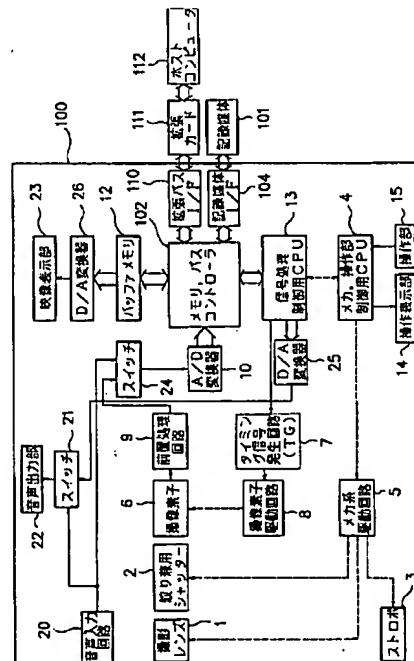 112
ホスト
コンピュータ
111
拡張
カード
記録媒体
101
100
110
拡張バス
I/F
記録媒体
I/F
104
23
映像表示部
26
D/A変換器
12
バッファメモリ
102
メモリ、バス
コントローラ
13
信号処理
制御用CPU
4
メカ、操作部
制御用CPU
15
操作部
操作表示部
14
スイッチ
24
A/D
変換器
10
D/A
変換器
25
21
スイッチ
音声出力部
22
9
前置処理
回路
タイミン
グ信号
発生回路
(TG)
7
6
撮像素子
撮像素子
駆動回路
8
2
絞り兼用
シャッター
メカ系
駆動回路
5
20
音声入力
回路
撮影
レンズ
1
ストロボ
3